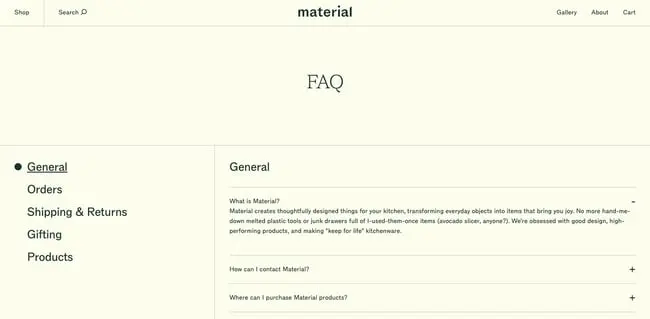 Shop
Search
material
Gallery
About
Cart
FAQ
General
Orders
Shipping & Returns
Gifting
Products
General
What is Material?
Material creates thoughtfully designed things for your kitchen, transforming everyday objects into items that bring you joy. No more hand-me-
down melted plastic tools or junk drawers full of I-used-them-once items (avocado slicer, anyone?). We're obsessed with good design, high-
performing products, and making "keep for life" kitchenware.
How can I contact Material?
Where can I purchase Material products?